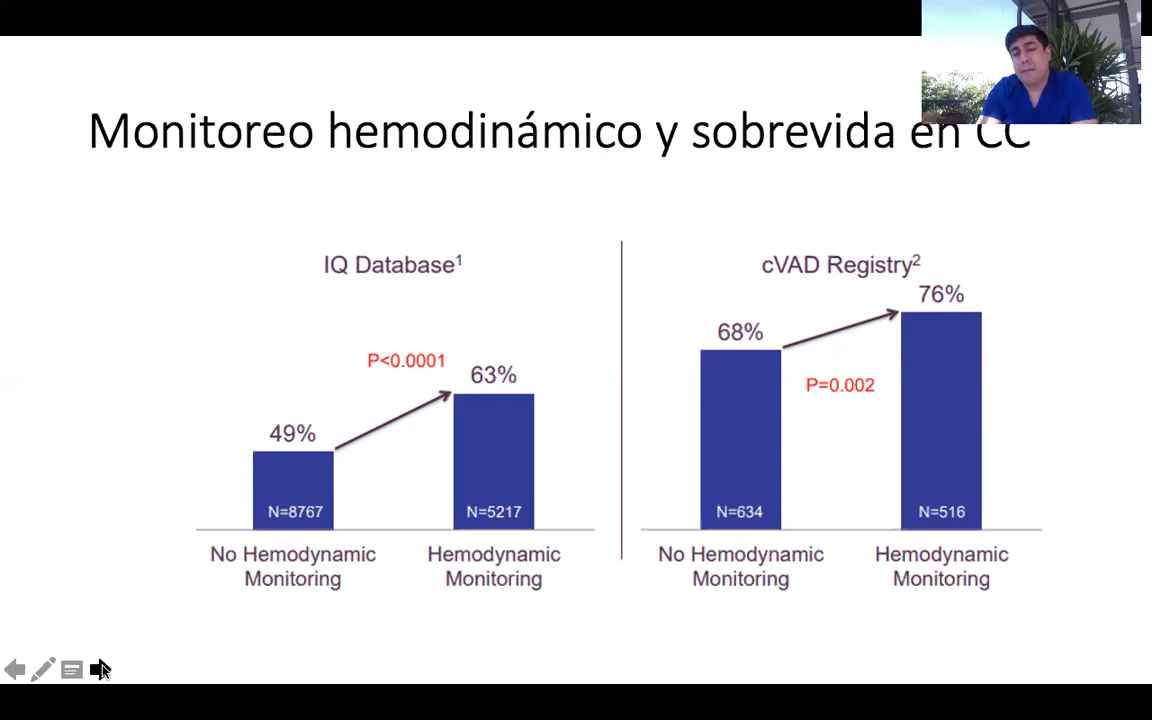 Monitoreo hemodinámico y sobrevida en CC
IQ Database¹
P<0.0001
49%
63%
N=8767
N=5217
No Hemodynamic
Monitoring
Hemodynamic
Monitoring
cVAD Registry²
68%
76%
P=0.002
N=634
N=516
No Hemodynamic
Monitoring
Hemodynamic
Monitoring